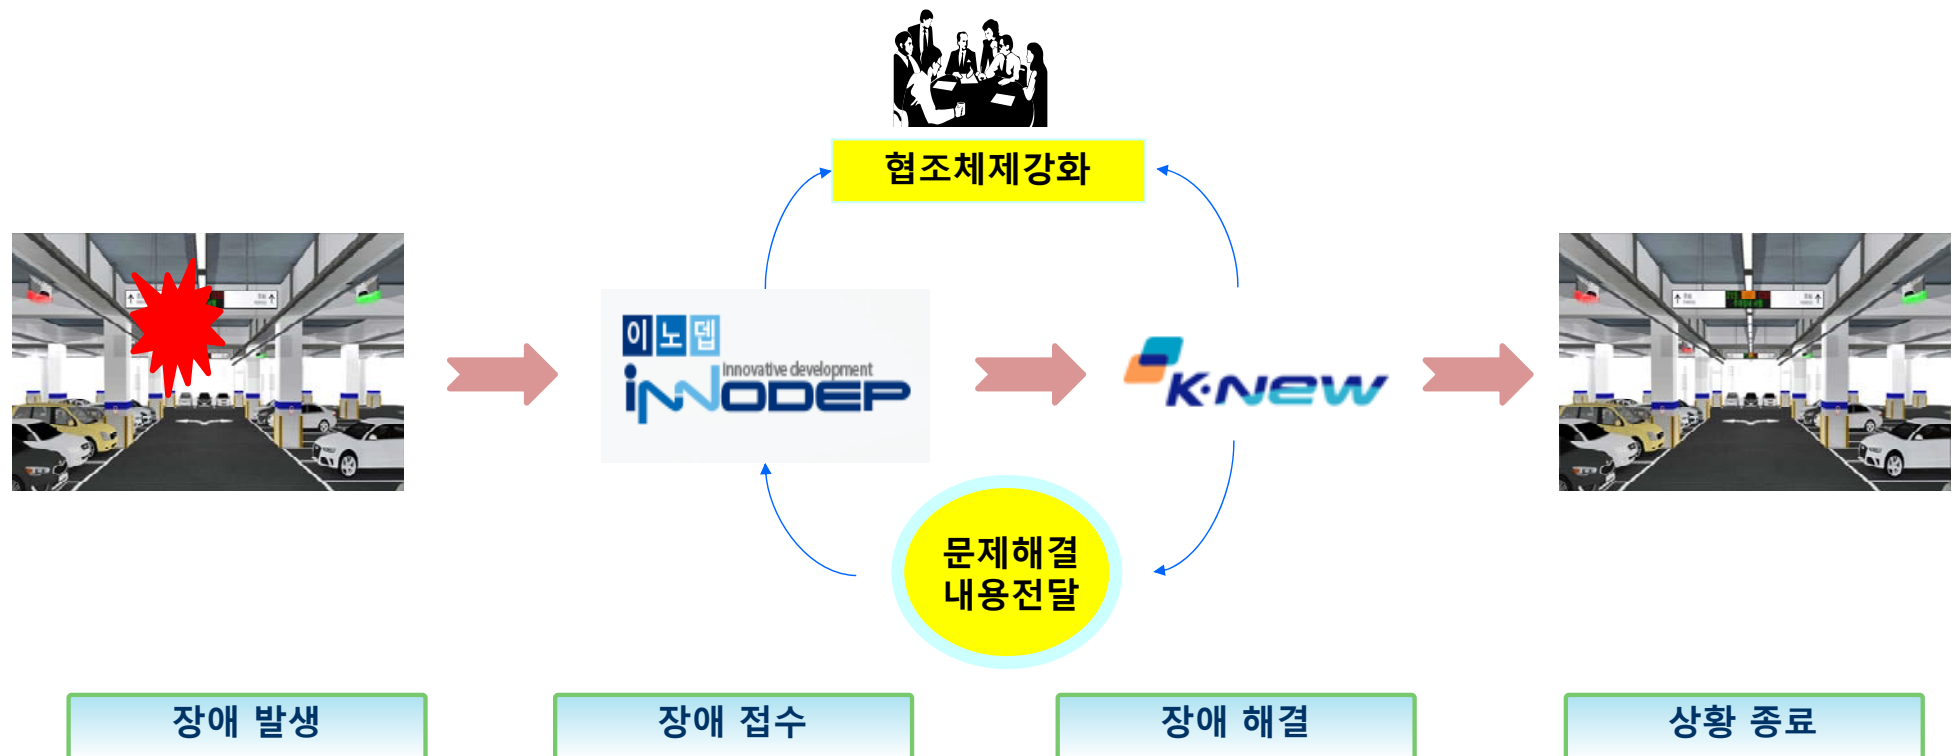 협조체제강화
이노뎁
Innovative development
iNNODEP
K·New
문제해결
내용전달
장애 발생
장애 접수
장애 해결
상황 종료